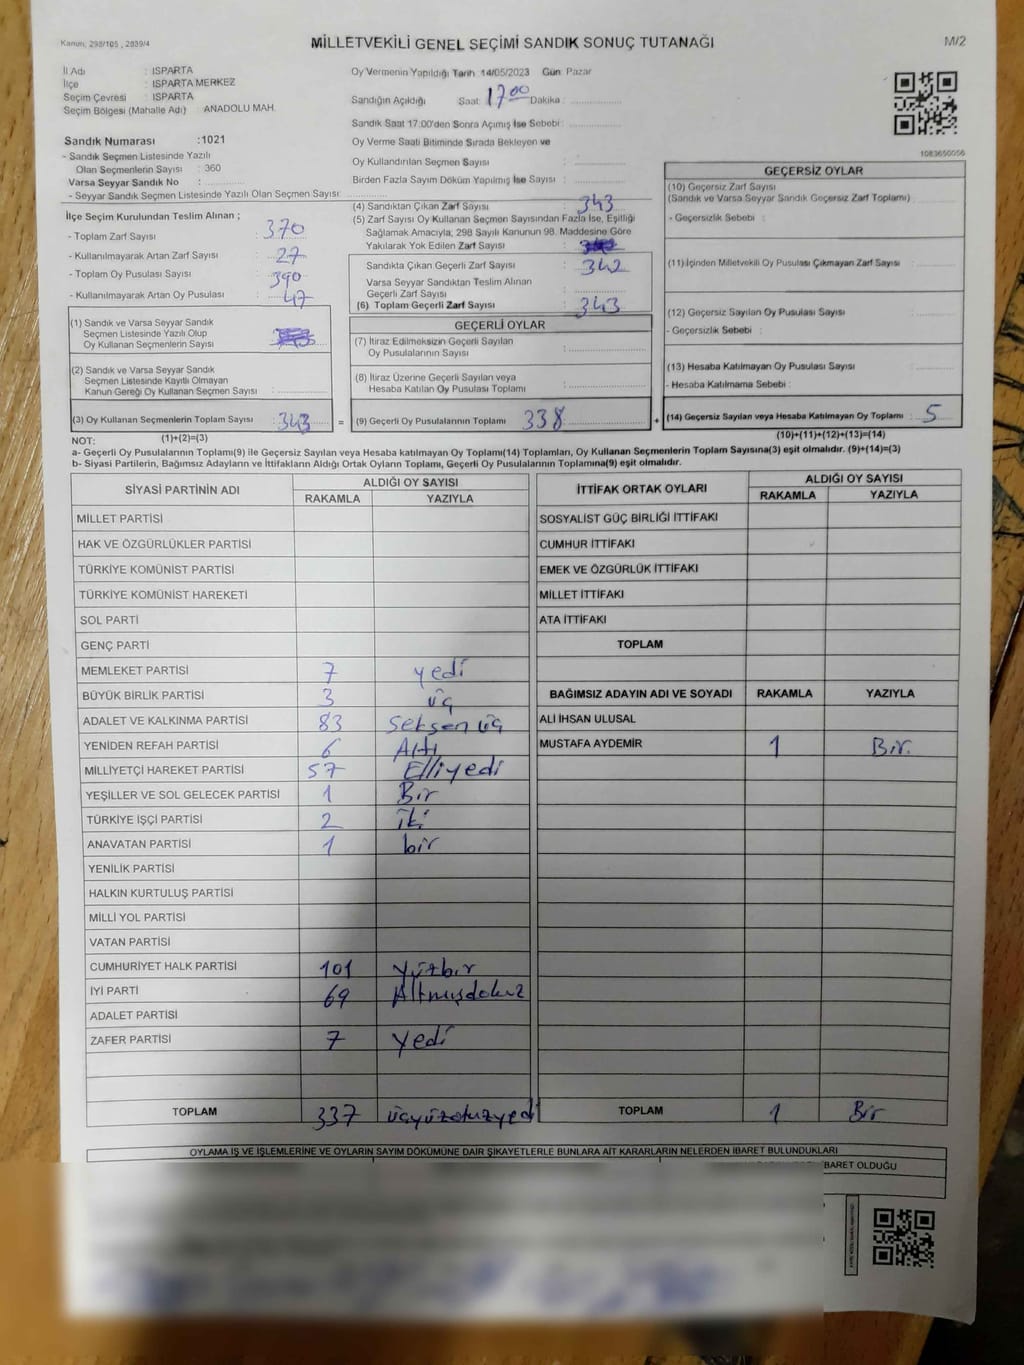 Kanun, 298/105 , 2839/4
MİLLETVEKİLİ GENEL SEÇİMİ SANDIK SONUÇ TUTANAĞI
M/2
İl Adı : ISPARTA
İlçe : ISPARTA MERKEZ
Seçim Çevresi : ISPARTA
Seçim Bölgesi (Mahalle Adı) ANADOLU MAH.
Sandık Numarası :1021
- Sandık Seçmen Listesinde Yazılı
Olan Seçmenlerin Sayısı : 360
Varsa Seyyar Sandık No :
- Seyyar Sandık Seçmen Listesinde Yazılı Olan Seçmen Sayısı:
Oy Vermenin Yapıldığı Tarih 14/05/2023 Gün: Pazar
Sandığın Açıldığı Saat: 17 00 Dakika :
Sandık Saat 17:00'den Sonra Açımış İse Sebebi:
Oy Verme Saati Bitiminde Sırada Bekleyen ve
Oy Kullandırılan Seçmen Sayısı :
Birden Fazla Sayım Döküm Yapılmış İse Sayısı :
1083650056
İlçe Seçim Kurulundan Teslim Alınan ;
- Toplam Zarf Sayısı : 370
- Kullanılmayarak Artan Zarf Sayısı : 27
- Toplam Oy Pusulası Sayısı : 390
- Kullanılmayarak Artan Oy Pusulası : 47
(1) Sandık ve Varsa Seyyar Sandık
Seçmen Listesinde Yazılı Olup
Oy Kullanan Seçmenlerin Sayısı
(2) Sandık ve Varsa Seyyar Sandık
Seçmen Listesinde Kayıtlı Olmayan
Kanun Gereği Oy Kullanan Seçmen Sayısı :
(3) Oy Kullanan Seçmenlerin Toplam Sayısı : 343 =
(4) Sandıktan Çıkan Zarf Sayısı : 343
(5) Zarf Sayısı Oy Kullanan Seçmen Sayısından Fazla İse, Eşitliği
Sağlamak Amacıyla, 298 Sayılı Kanunun 98. Maddesine Göre
Yakılarak Yok Edilen Zarf Sayısı :
Sandıkta Çıkan Geçerli Zarf Sayısı : 342
Varsa Seyyar Sandıktan Teslim Alınan
Geçerli Zarf Sayısı :
(6) Toplam Geçerli Zarf Sayısı : 343
GEÇERLİ OYLAR
(7) İtiraz Edilmeksizin Geçerli Sayılan
Oy Pusulalarının Sayısı :
(8) İtiraz Üzerine Geçerli Sayılan veya
Hesaba Katılan Oy Pusulası Toplamı :
(9) Geçerli Oy Pusulalarının Toplamı 338 +
GEÇERSİZ OYLAR
(10) Geçersiz Zarf Sayısı
(Sandık ve Varsa Seyyar Sandık Geçersiz Zarf Toplamı) :
- Geçersizlik Sebebi :
(11) İçinden Milletvekili Oy Pusulası Çıkmayan Zarf Sayısı :
(12) Geçersiz Sayılan Oy Pusulası Sayısı :
- Geçersizlik Sebebi :
(13) Hesaba Katılmayan Oy Pusulası Sayısı :
- Hesaba Katılmama Sebebi :
(14) Geçersiz Sayılan veya Hesaba Katılmayan Oy Toplamı : 5
NOT: (1)+(2)=(3) (10)+(11)+(12)+(13)=(14)
a- Geçerli Oy Pusulalarının Toplamı(9) ile Geçersiz Sayılan veya Hesaba katılmayan Oy Toplamı(14) Toplamları, Oy Kullanan Seçmenlerin Toplam Sayısına(3) eşit olmalıdır. (9)+(14)=(3)
b- Siyasi Partilerin, Bağımsız Adayların ve İttifakların Aldığı Ortak Oyların Toplamı, Geçerli Oy Pusulalarının Toplamına(9) eşit olmalıdır.
SİYASİ PARTİNİN ADI ALDIĞI OY SAYISI
RAKAMLA YAZIYLA
MİLLET PARTİSİ
HAK VE ÖZGÜRLÜKLER PARTİSİ
TÜRKİYE KOMÜNİST PARTİSİ
TÜRKİYE KOMÜNİST HAREKETİ
SOL PARTİ
GENÇ PARTİ
MEMLEKET PARTİSİ 7 yedi
BÜYÜK BİRLİK PARTİSİ 3 üç
ADALET VE KALKINMA PARTİSİ 83 Seksen üç
YENİDEN REFAH PARTİSİ 6 Altı
MİLLİYETÇİ HAREKET PARTİSİ 57 Elliyedi
YEŞİLLER VE SOL GELECEK PARTİSİ 1 Bir
TÜRKİYE İŞÇİ PARTİSİ 2 iki
ANAVATAN PARTİSİ 1 bir
YENİLİK PARTİSİ
HALKIN KURTULUŞ PARTİSİ
MİLLİ YOL PARTİSİ
VATAN PARTİSİ
CUMHURİYET HALK PARTİSİ 101 Yüzbir
İYİ PARTİ 69 Altmışdokuz
ADALET PARTİSİ
ZAFER PARTİSİ 7 Yedi
TOPLAM 337 üçyüzotuzyedi
İTTİFAK ORTAK OYLARI ALDIĞI OY SAYISI
RAKAMLA YAZIYLA
SOSYALİST GÜÇ BİRLİĞİ İTTİFAKI
CUMHUR İTTİFAKI
EMEK VE ÖZGÜRLÜK İTTİFAKI
MİLLET İTTİFAKI
ATA İTTİFAKI
TOPLAM
BAĞIMSIZ ADAYIN ADI VE SOYADI RAKAMLA YAZIYLA
ALİ İHSAN ULUSAL
MUSTAFA AYDEMİR 1 Bir.
TOPLAM 1 Bir
OYLAMA İŞ VE İŞLEMLERİNE VE OYLARIN SAYIM DÖKÜMÜNE DAİR ŞİKAYETLERLE BUNLARA AİT KARARLARIN NELERDEN İBARET BULUNDUKLARI
BARET OLDUĞU